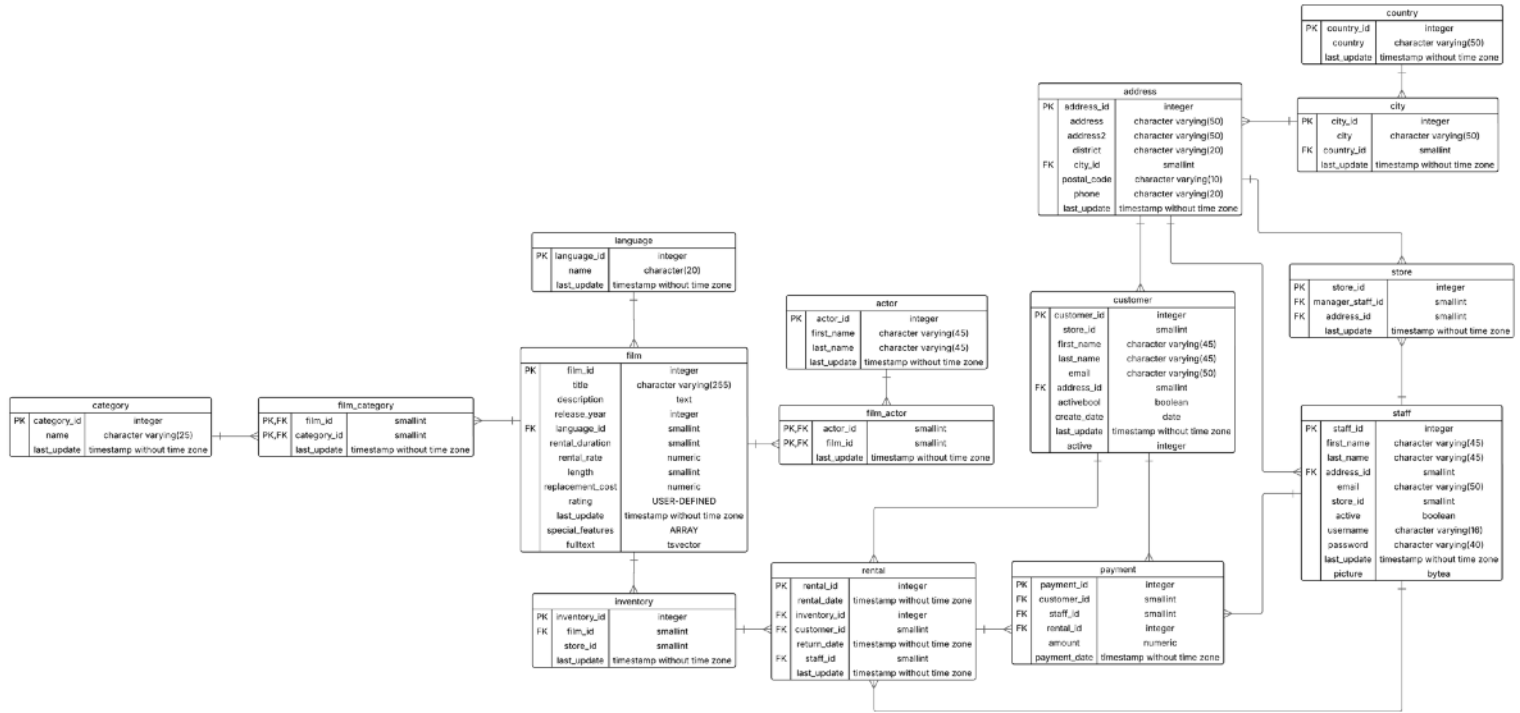 country
PK country_id integer
country character varying(50)
last_update timestamp without time zone
address
PK address_id integer
address character varying(50)
address2 character varying(50)
district character varying(20)
FK city_id smallint
postal_code character varying(10)
phone character varying(20)
last_update timestamp without time zone
city
PK city_id integer
city character varying(50)
FK country_id smallint
last_update timestamp without time zone
language
PK language_id integer
name character(20)
last_update timestamp without time zone
store
PK store_id integer
FK manager_staff_id smallint
FK address_id smallint
last_update timestamp without time zone
actor
PK actor_id integer
first_name character varying(45)
last_name character varying(45)
last_update timestamp without time zone
customer
PK customer_id integer
store_id smallint
first_name character varying(45)
last_name character varying(45)
email character varying(50)
FK address_id smallint
activebool boolean
create_date date
last_update timestamp without time zone
active integer
film
PK film_id integer
title character varying(255)
description text
release_year integer
FK language_id smallint
rental_duration smallint
rental_rate numeric
length smallint
replacement_cost numeric
rating USER-DEFINED
last_update timestamp without time zone
special_features ARRAY
fulltext tsvector
category
PK category_id integer
name character varying(25)
last_update timestamp without time zone
film_category
PK,FK film_id smallint
PK,FK category_id smallint
last_update timestamp without time zone
film_actor
PK,FK actor_id smallint
PK,FK film_id smallint
last_update timestamp without time zone
staff
PK staff_id integer
first_name character varying(45)
last_name character varying(45)
FK address_id smallint
email character varying(50)
store_id smallint
active boolean
username character varying(16)
password character varying(40)
last_update timestamp without time zone
picture bytea
inventory
PK inventory_id integer
FK film_id smallint
store_id smallint
last_update timestamp without time zone
rental
PK rental_id integer
rental_date timestamp without time zone
FK inventory_id integer
FK customer_id smallint
return_date timestamp without time zone
FK staff_id smallint
last_update timestamp without time zone
payment
PK payment_id integer
FK customer_id smallint
FK staff_id smallint
FK rental_id integer
amount numeric
payment_date timestamp without time zone